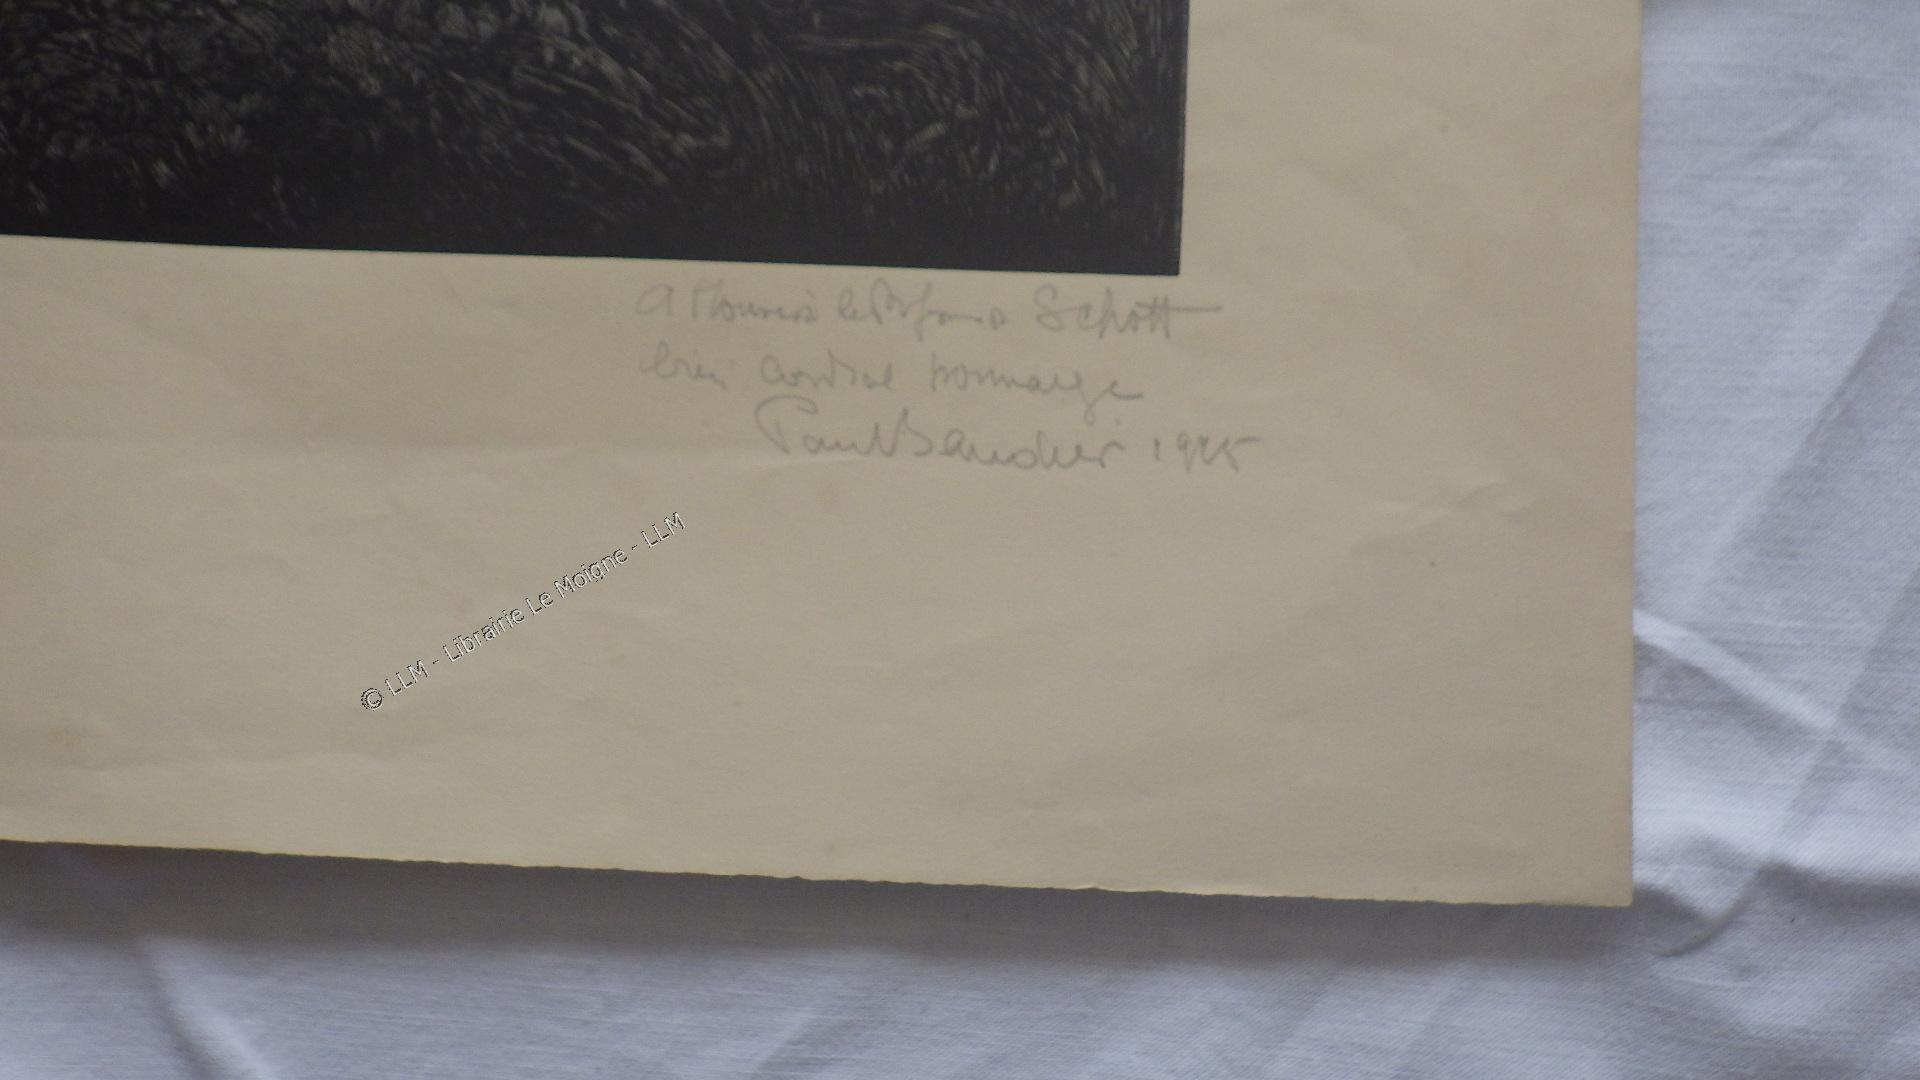 A Monsieur le Professeur Schott
bien cordial hommage
Paul Baudier 1925
© LLM - Librairie Le Moigne - LLM